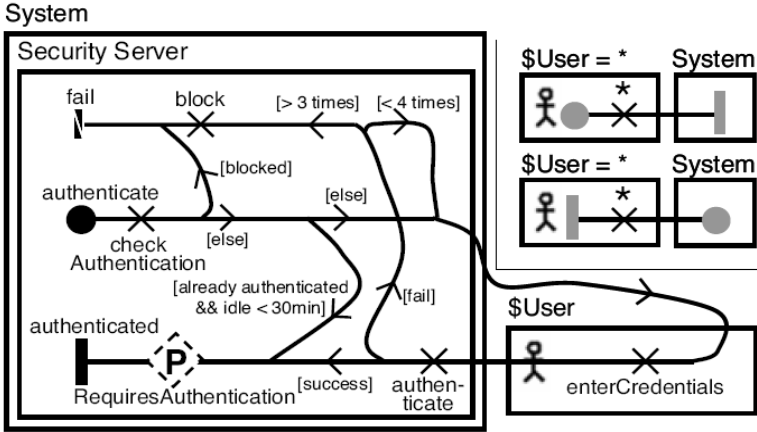 System
Security Server
$User = *
System
*
fail
block
[> 3 times]
[< 4 times]
[blocked]
$User = *
System
*
authenticate
[else]
check
Authentication
[else]
[already authenticated
&& idle < 30min]
[fail]
$User
authenticated
P
RequiresAuthentication
[success]
authen-
ticate
enterCredentials